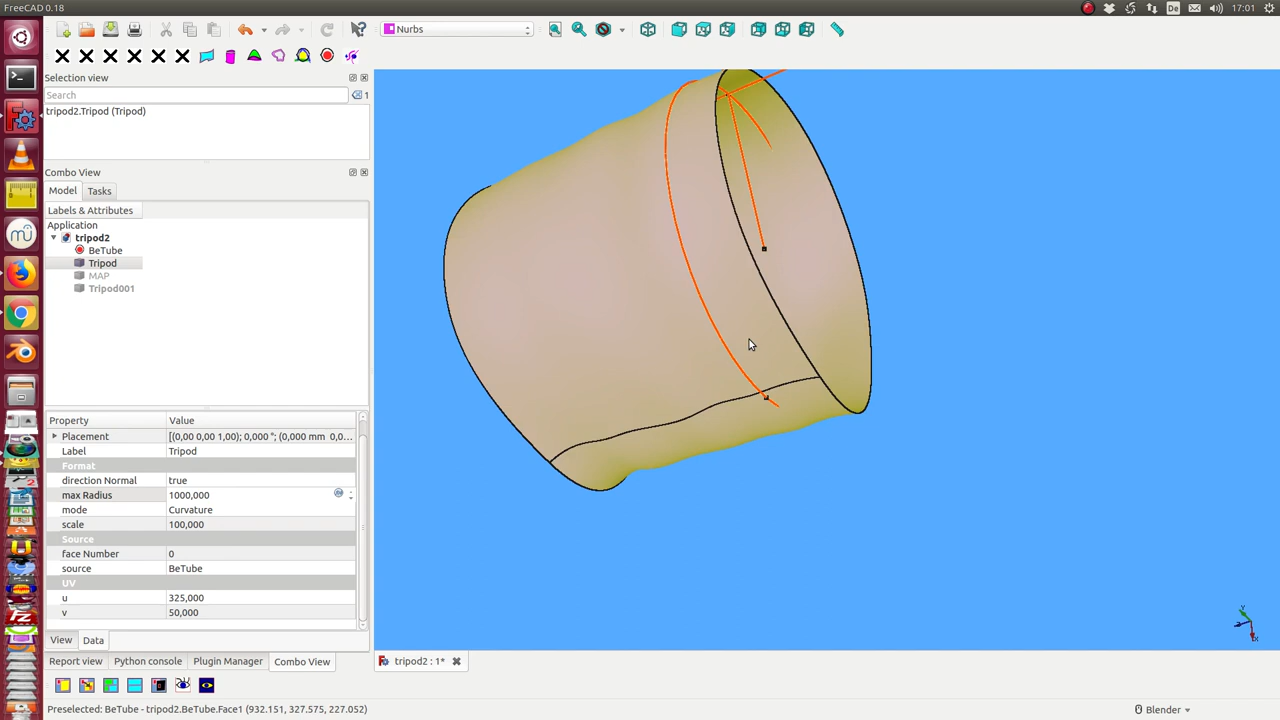 FreeCAD 0.18
De
17:01
Nurbs
Selection view
Search
1
tripod2.Tripod (Tripod)
Combo View
Model
Tasks
Labels & Attributes
Application
tripod2
BeTube
Tripod
MAP
Tripod001
Property
Value
Placement
[(0,00 0,00 1,00); 0,000 °; (0,000 mm 0,0...
Label
Tripod
Format
direction Normal
true
max Radius
1000,000
mode
Curvature
scale
100,000
Source
face Number
0
source
BeTube
UV
u
325,000
v
50,000
View
Data
Report view
Python console
Plugin Manager
Combo View
tripod2 : 1*
Preselected: BeTube - tripod2.BeTube.Face1 (932.151, 327.575, 227.052)
Blender